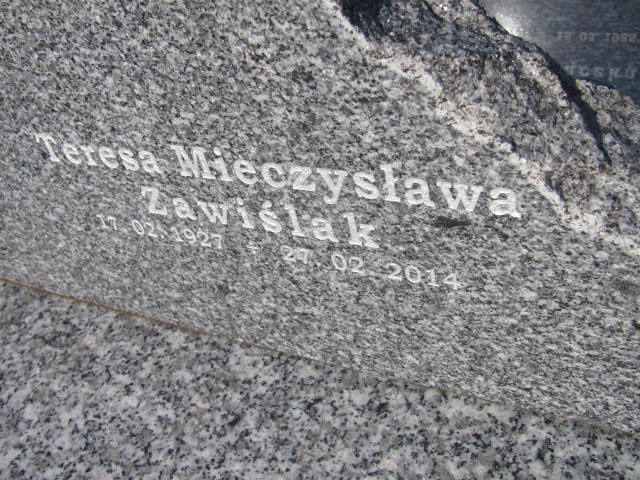 Teresa Mieczysława
Zawiślak
17. 02. 1927 - 27. 02. 2014